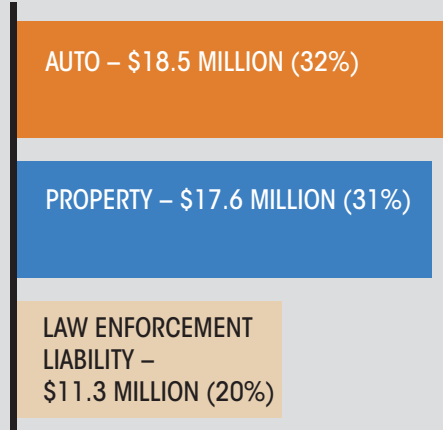 AUTO – $18.5 MILLION (32%)
PROPERTY – $17.6 MILLION (31%)
LAW ENFORCEMENT
LIABILITY –
$11.3 MILLION (20%)